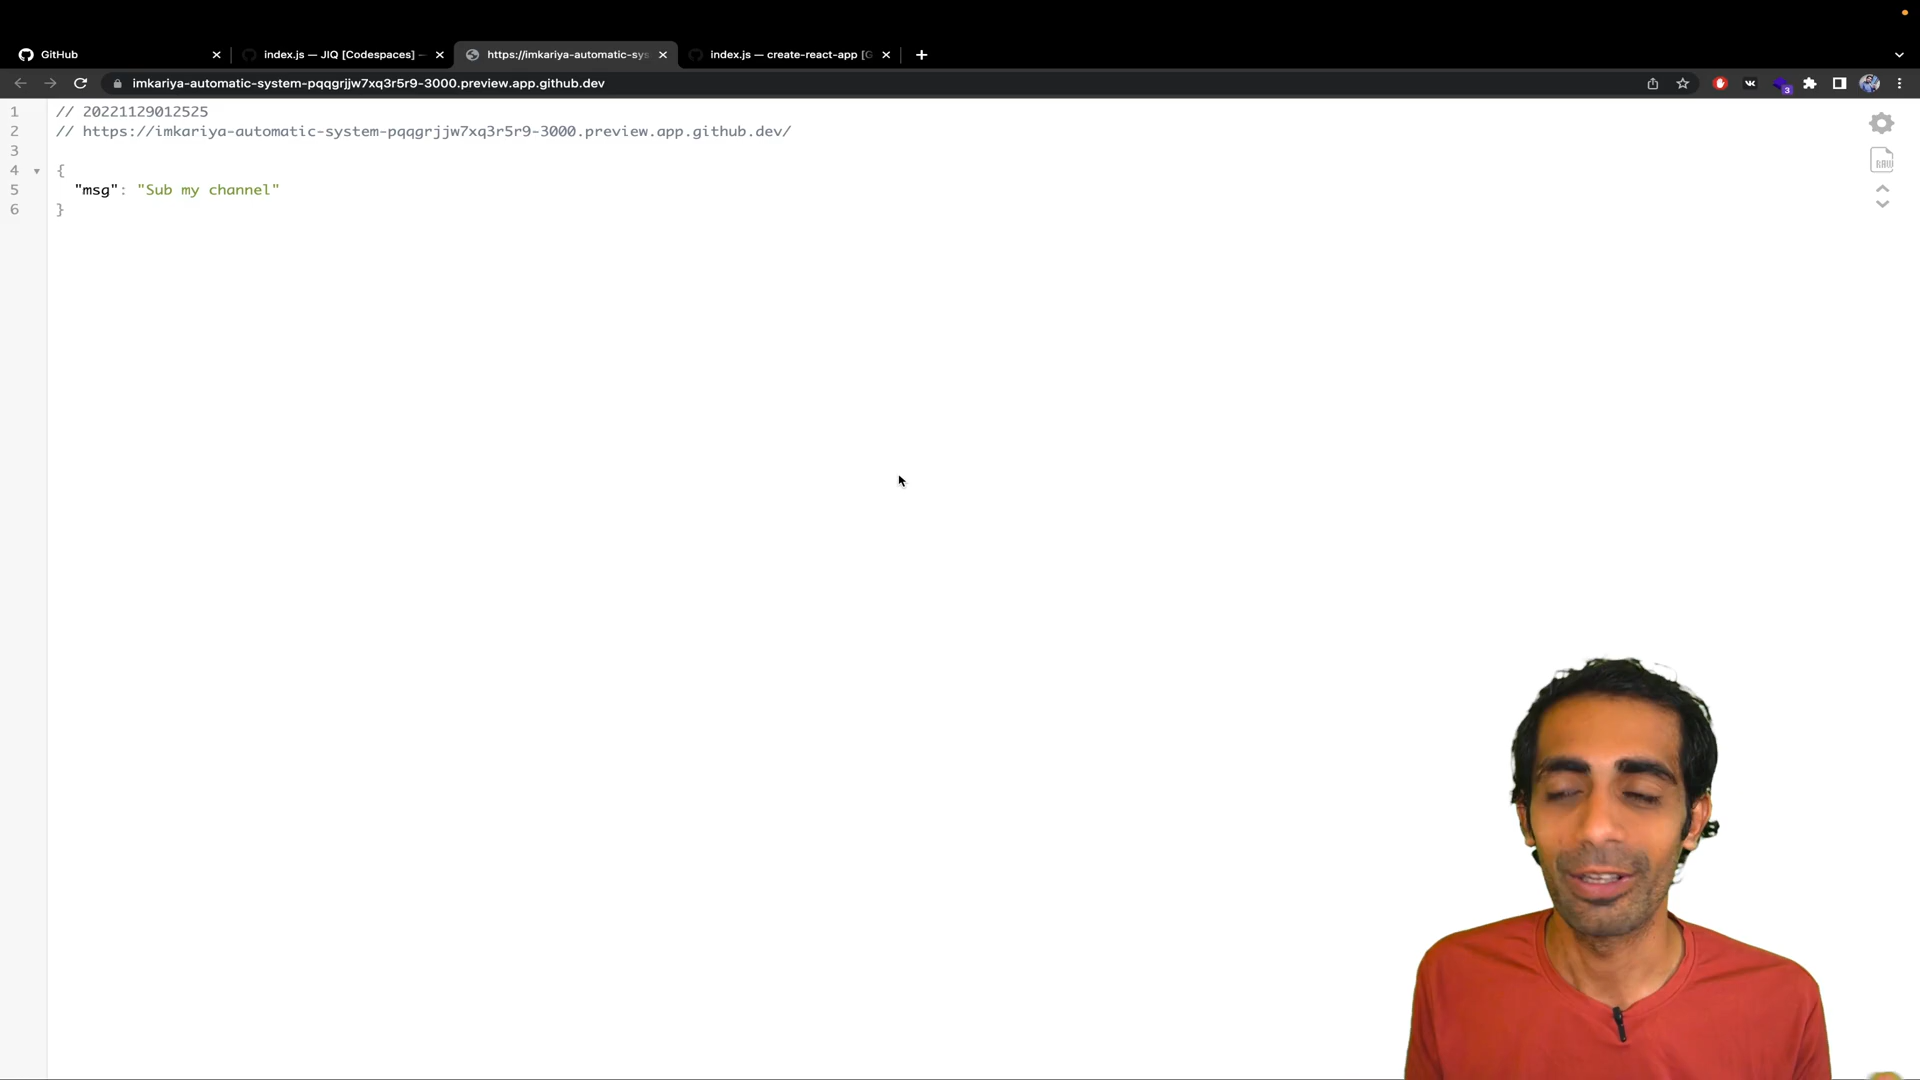 GitHub
index.js — JIQ [Codespaces] —
https://imkariya-automatic-sys
index.js — create-react-app [G
imkariya-automatic-system-pqqgrjjw7xq3r5r9-3000.preview.app.github.dev
3
1 // 20221129012525
2 // https://imkariya-automatic-system-pqqgrjjw7xq3r5r9-3000.preview.app.github.dev/
3
4 {
5 "msg": "Sub my channel"
6 }
RAW